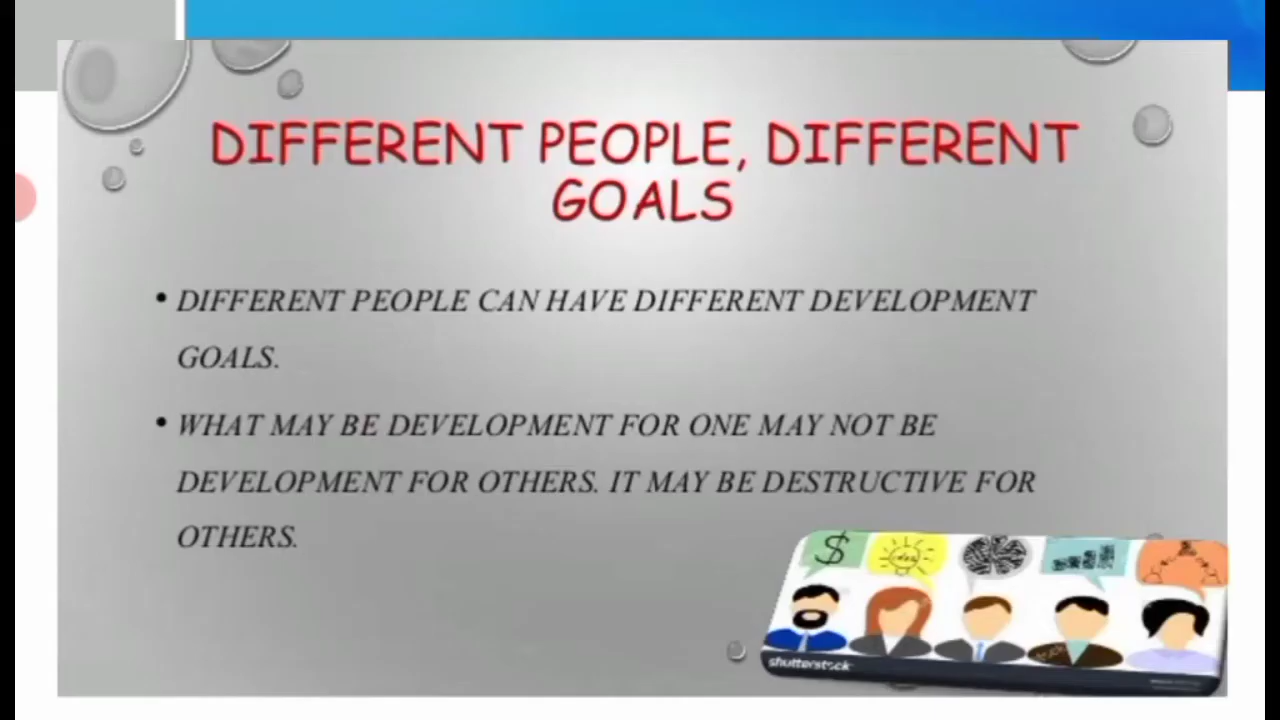 DIFFERENT PEOPLE, DIFFERENT
GOALS
• DIFFERENT PEOPLE CAN HAVE DIFFERENT DEVELOPMENT
GOALS.
• WHAT MAY BE DEVELOPMENT FOR ONE MAY NOT BE
DEVELOPMENT FOR OTHERS. IT MAY BE DESTRUCTIVE FOR
OTHERS.
$
shutterstock